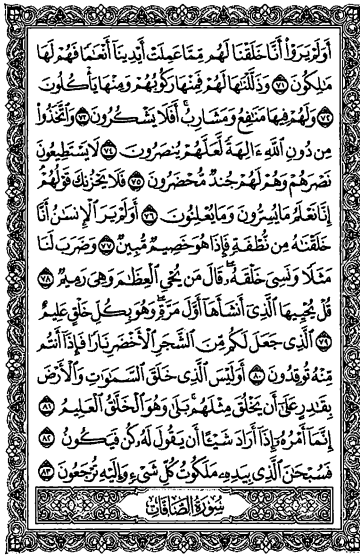 أَوَلَمْ يَرَوْا۟ أَنَّا خَلَقْنَا لَهُم مِّمَّا عَمِلَتْ أَيْدِينَآ أَنْعَٰمًا فَهُمْ لَهَا
مَٰلِكُونَ ٧١ وَذَلَّلْنَٰهَا لَهُمْ فَمِنْهَا رَكُوبُهُمْ وَمِنْهَا يَأْكُلُونَ
٧٢ وَلَهُمْ فِيهَا مَنَٰفِعُ وَمَشَارِبُ أَفَلَا يَشْكُرُونَ ٧٣ وَٱتَّخَذُوا۟
مِن دُونِ ٱللَّهِ ءَالِهَةً لَّعَلَّهُمْ يُنصَرُونَ ٧٤ لَا يَسْتَطِيعُونَ
نَصْرَهُمْ وَهُمْ لَهُمْ جُندٌ مُّحْضَرُونَ ٧٥ فَلَا يَحْزُنكَ قَوْلُهُمْ
إِنَّا نَعْلَمُ مَا يُسِرُّونَ وَمَا يُعْلِنُونَ ٧٦ أَوَلَمْ يَرَ ٱلْإِنسَٰنُ أَنَّا
خَلَقْنَٰهُ مِن نُّطْفَةٍ فَإِذَا هُوَ خَصِيمٌ مُّبِينٌ ٧٧ وَضَرَبَ لَنَا
مَثَلًا وَنَسِىَ خَلْقَهُۥ قَالَ مَن يُحْىِ ٱلْعِظَٰمَ وَهِىَ رَمِيمٌ ٧٨
قُلْ يُحْيِيهَا ٱلَّذِىٓ أَنشَأَهَآ أَوَّلَ مَرَّةٍ وَهُوَ بِكُلِّ خَلْقٍ عَلِيمٌ
٧٩ ٱلَّذِى جَعَلَ لَكُم مِّنَ ٱلشَّجَرِ ٱلْأَخْضَرِ نَارًا فَإِذَآ أَنتُم
مِّنْهُ تُوقِدُونَ ٨٠ أَوَلَيْسَ ٱلَّذِى خَلَقَ ٱلسَّمَٰوَٰتِ وَٱلْأَرْضَ
بِقَٰدِرٍ عَلَىٰٓ أَن يَخْلُقَ مِثْلَهُم بَلَىٰ وَهُوَ ٱلْخَلَّٰقُ ٱلْعَلِيمُ ٨١
إِنَّمَآ أَمْرُهُۥٓ إِذَآ أَرَادَ شَيْـًٔا أَن يَقُولَ لَهُۥ كُن فَيَكُونُ ٨٢
فَسُبْحَٰنَ ٱلَّذِى بِيَدِهِۦ مَلَكُوتُ كُلِّ شَىْءٍ وَإِلَيْهِ تُرْجَعُونَ ٨٣
سُورَةُ الصَّافَّاتِ